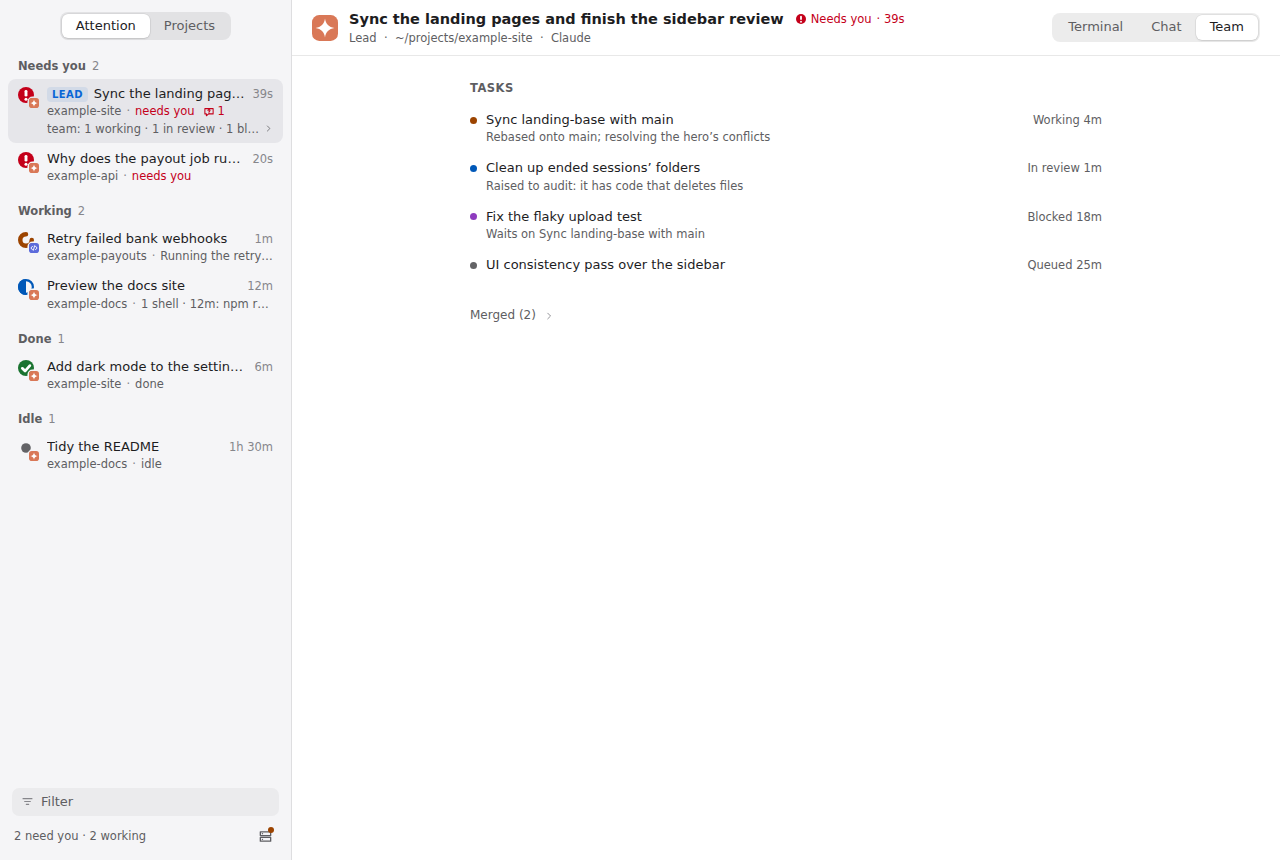 Attention Projects
Needs you 2
LEAD Sync the landing pag... 39s
example-site · needs you 1
team: 1 working · 1 in review · 1 bl...
Why does the payout job ru... 20s
example-api · needs you
Working 2
Retry failed bank webhooks 1m
example-payouts · Running the retry...
Preview the docs site 12m
example-docs · 1 shell · 12m: npm r...
Done 1
Add dark mode to the settin... 6m
example-site · done
Idle 1
Tidy the README 1h 30m
example-docs · idle
Filter
2 need you · 2 working
Sync the landing pages and finish the sidebar review Needs you · 39s
Lead · ~/projects/example-site · Claude
Terminal Chat Team
TASKS
Sync landing-base with main Working 4m
Rebased onto main; resolving the hero’s conflicts
Clean up ended sessions’ folders In review 1m
Raised to audit: it has code that deletes files
Fix the flaky upload test Blocked 18m
Waits on Sync landing-base with main
UI consistency pass over the sidebar Queued 25m
Merged (2)